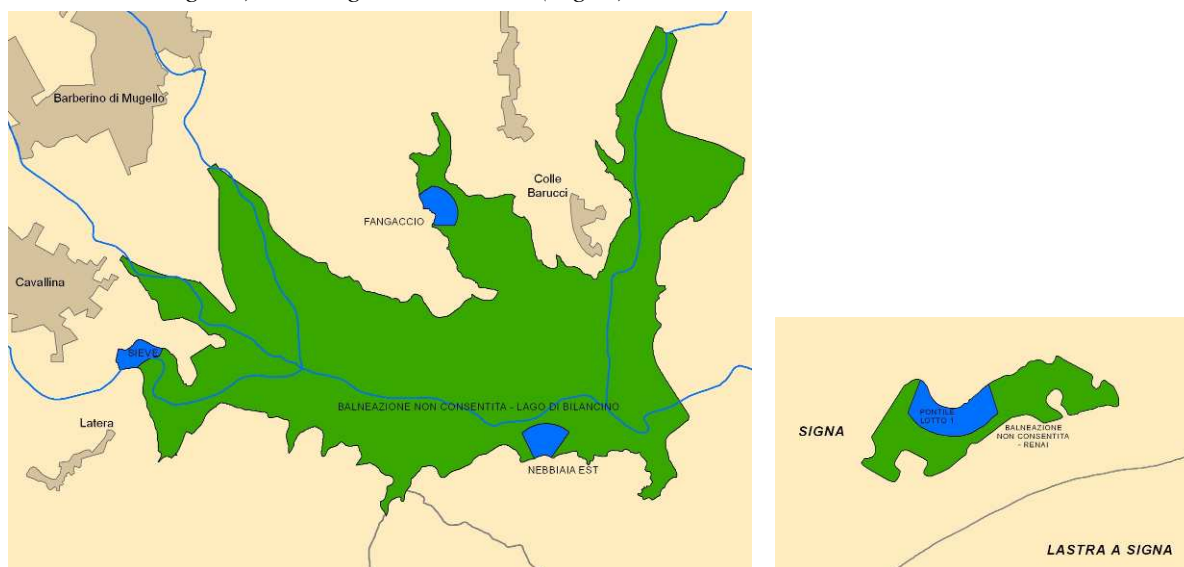 Barberino di Mugello
Colle
Barucci
FANGACCIO
Cavallina
SIEVE
BALNEAZIONE NON CONSENTITA - LAGO DI BILANCINO
Latera
NEBBIAIA EST
PONTILE
LOTTO 1
SIGNA
BALNEAZIONE
NON CONSENTITA
- RENAI
LASTRA A SIGNA